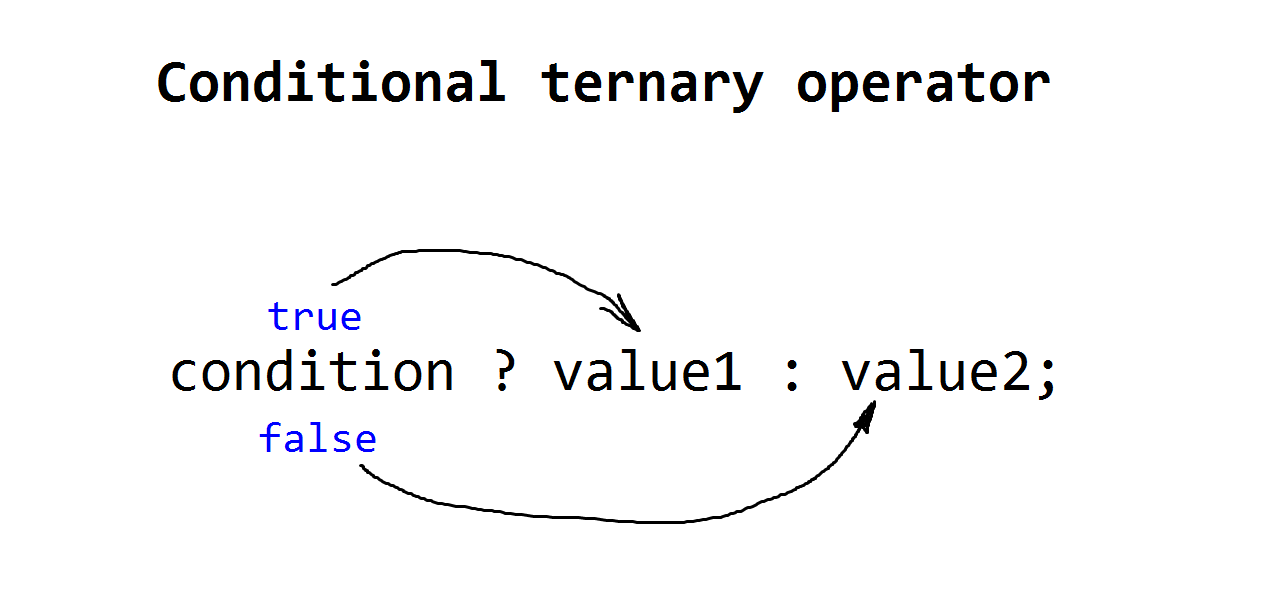 Conditional ternary operator
true
condition ? value1 : value2;
false